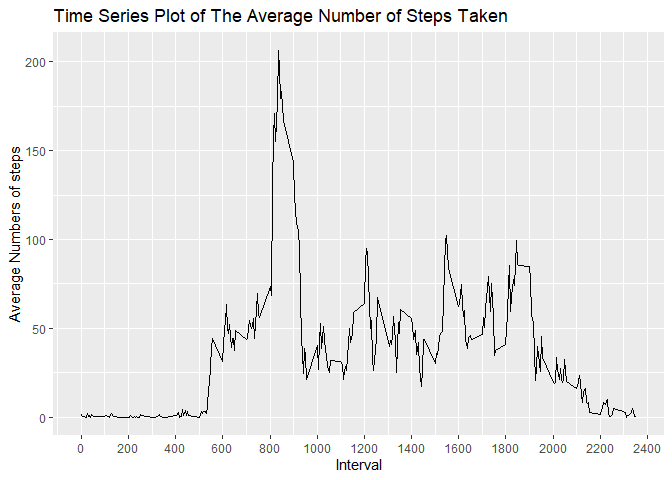 Time Series Plot of The Average Number of Steps Taken
Average Numbers of steps
200
150
100
50
0
0 200 400 600 800 1000 1200 1400 1600 1800 2000 2200 2400
Interval